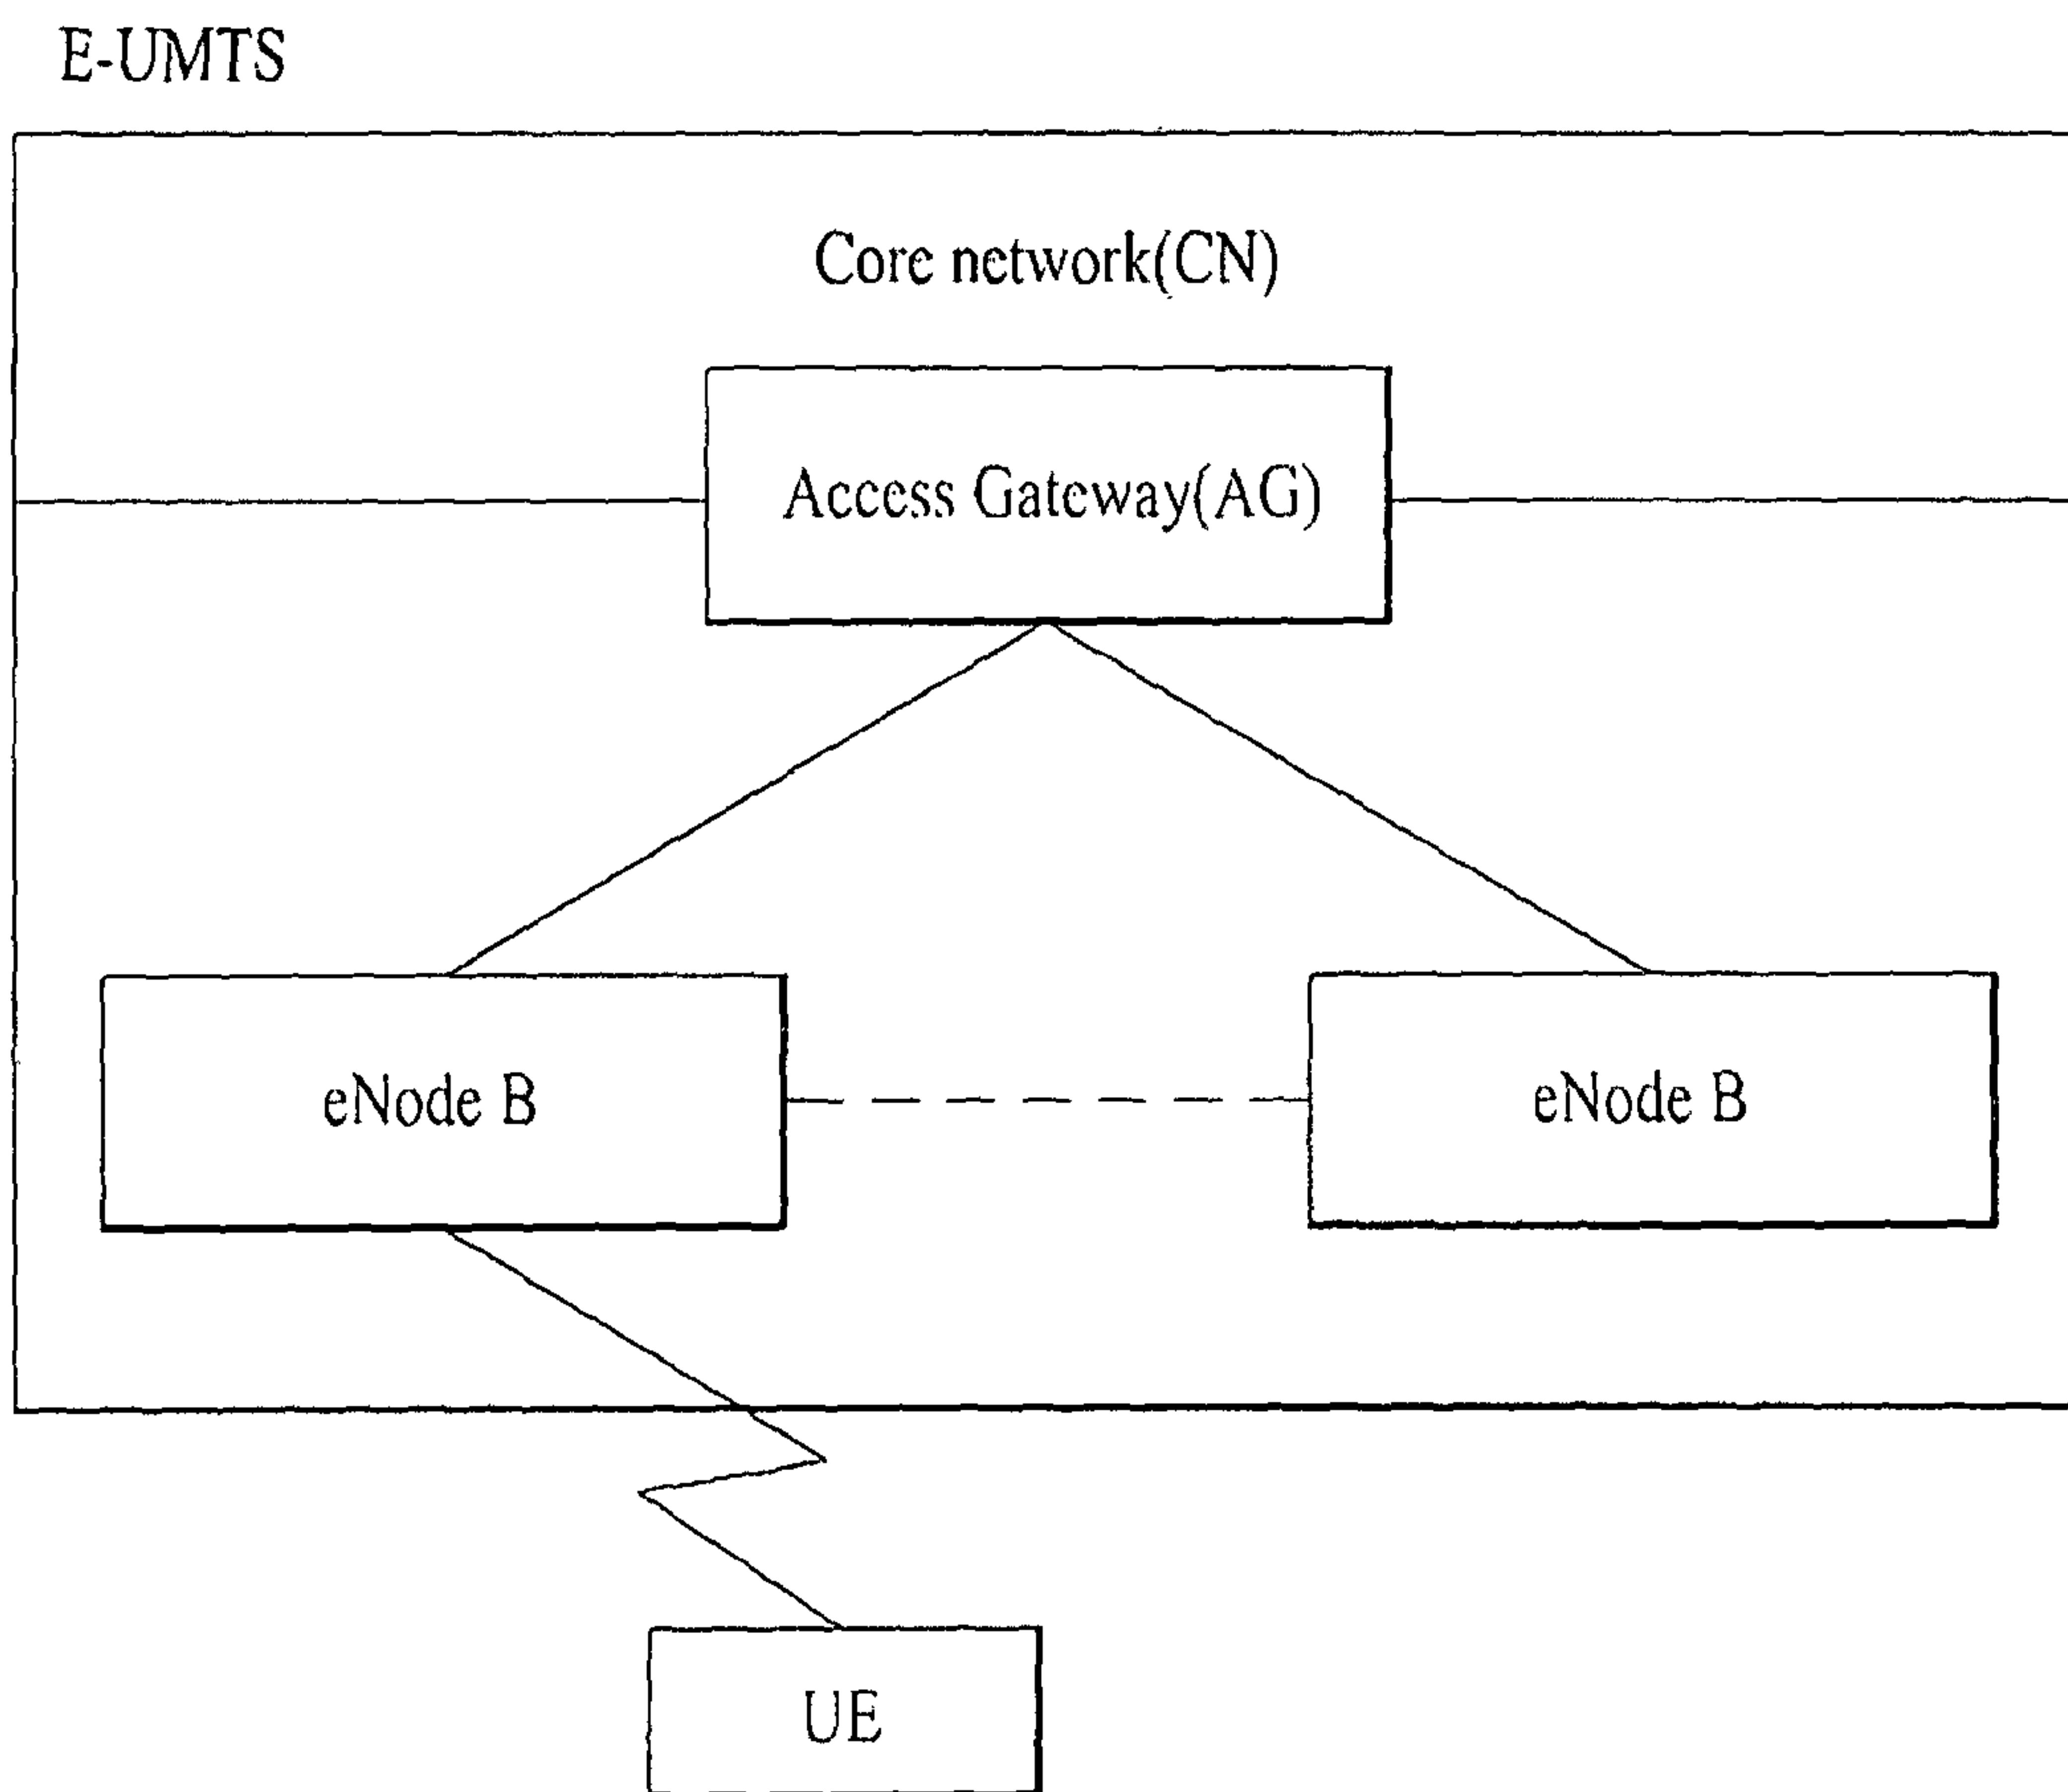 E-UMTS
Core network(CN)
Access Gateway(AG)
eNode B
eNode B
UE